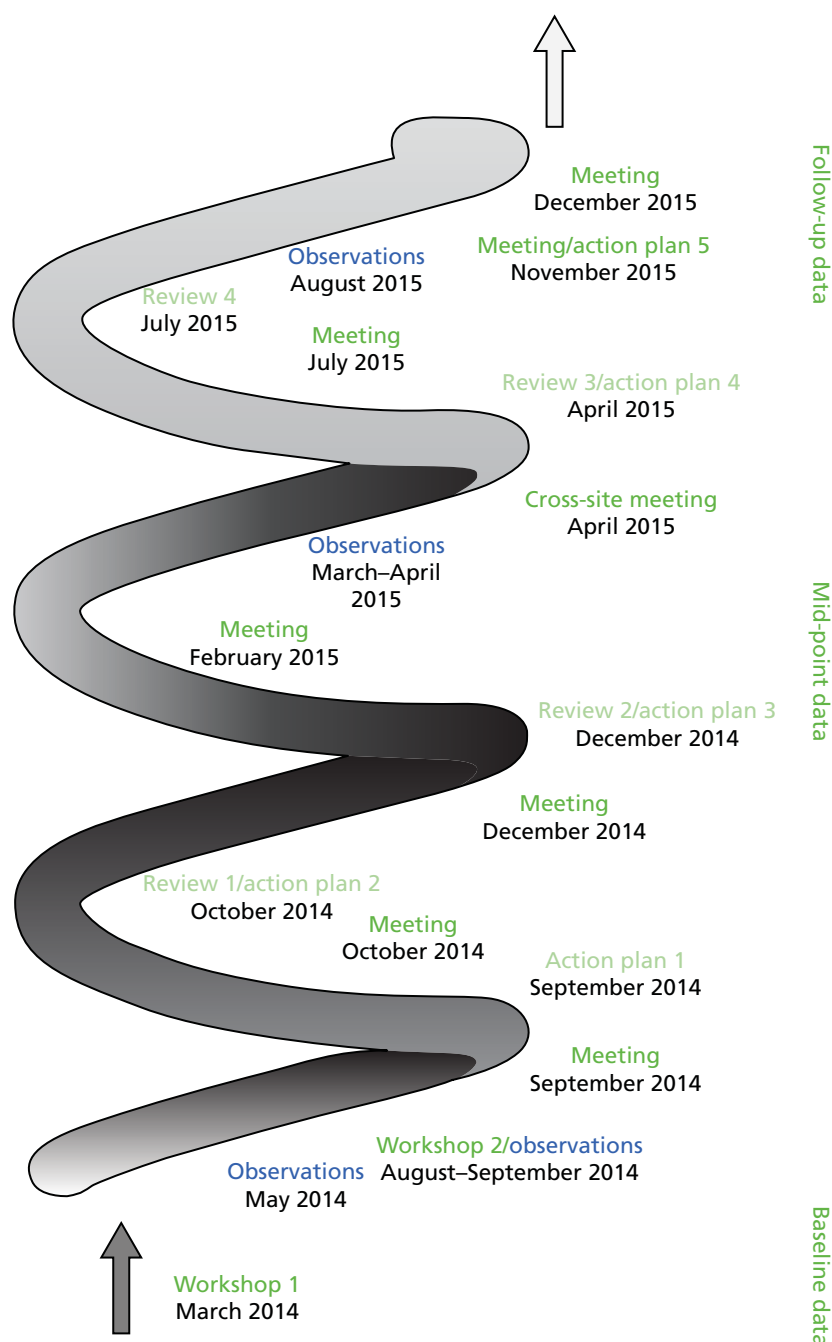 Meeting
December 2015
Meeting/action plan 5
November 2015
Observations
August 2015
Review 4
July 2015
Meeting
July 2015
Review 3/action plan 4
April 2015
Cross-site meeting
April 2015
Observations
March–April
2015
Meeting
February 2015
Review 2/action plan 3
December 2014
Meeting
December 2014
Review 1/action plan 2
October 2014
Meeting
October 2014
Action plan 1
September 2014
Meeting
September 2014
Workshop 2/observations
August–September 2014
Observations
May 2014
Workshop 1
March 2014
Follow-up data
Mid-point data
Baseline data